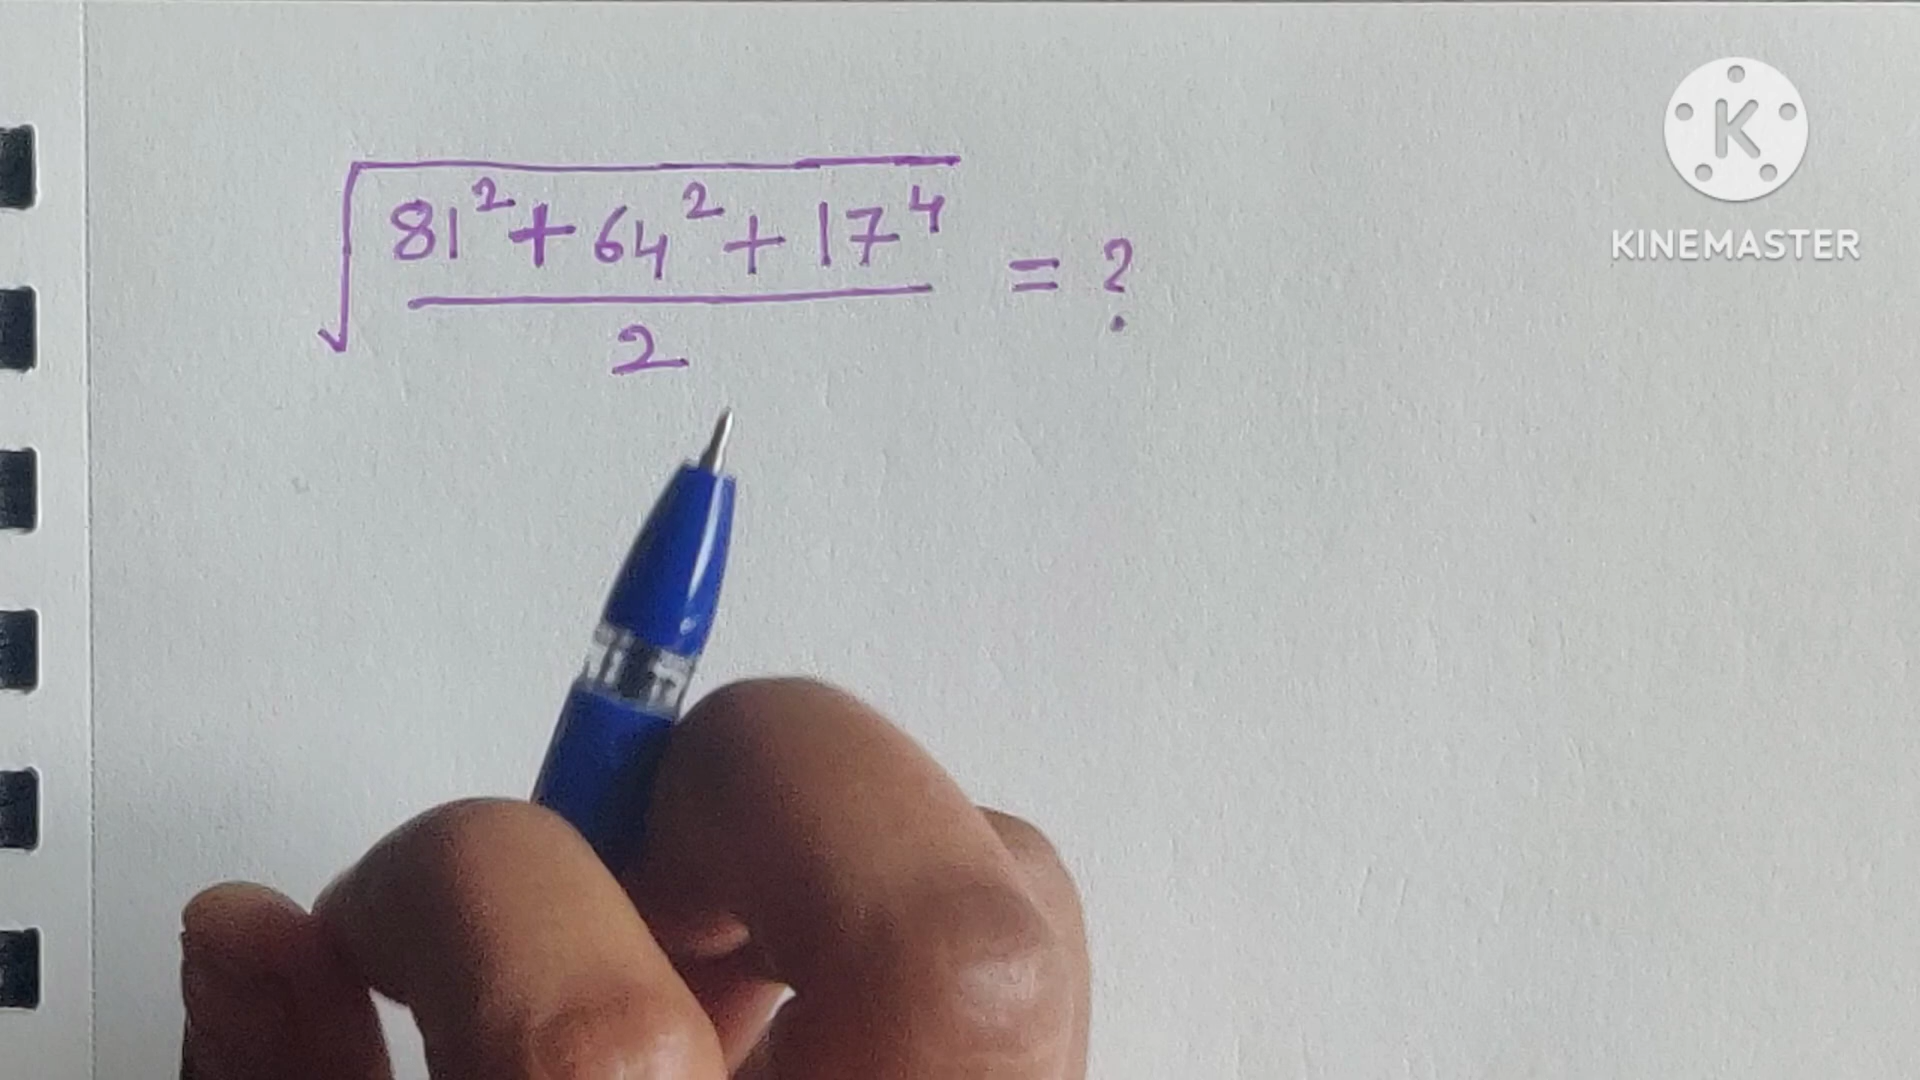 √(81² + 64² + 17⁴ / 2) = ?
KINEMASTER